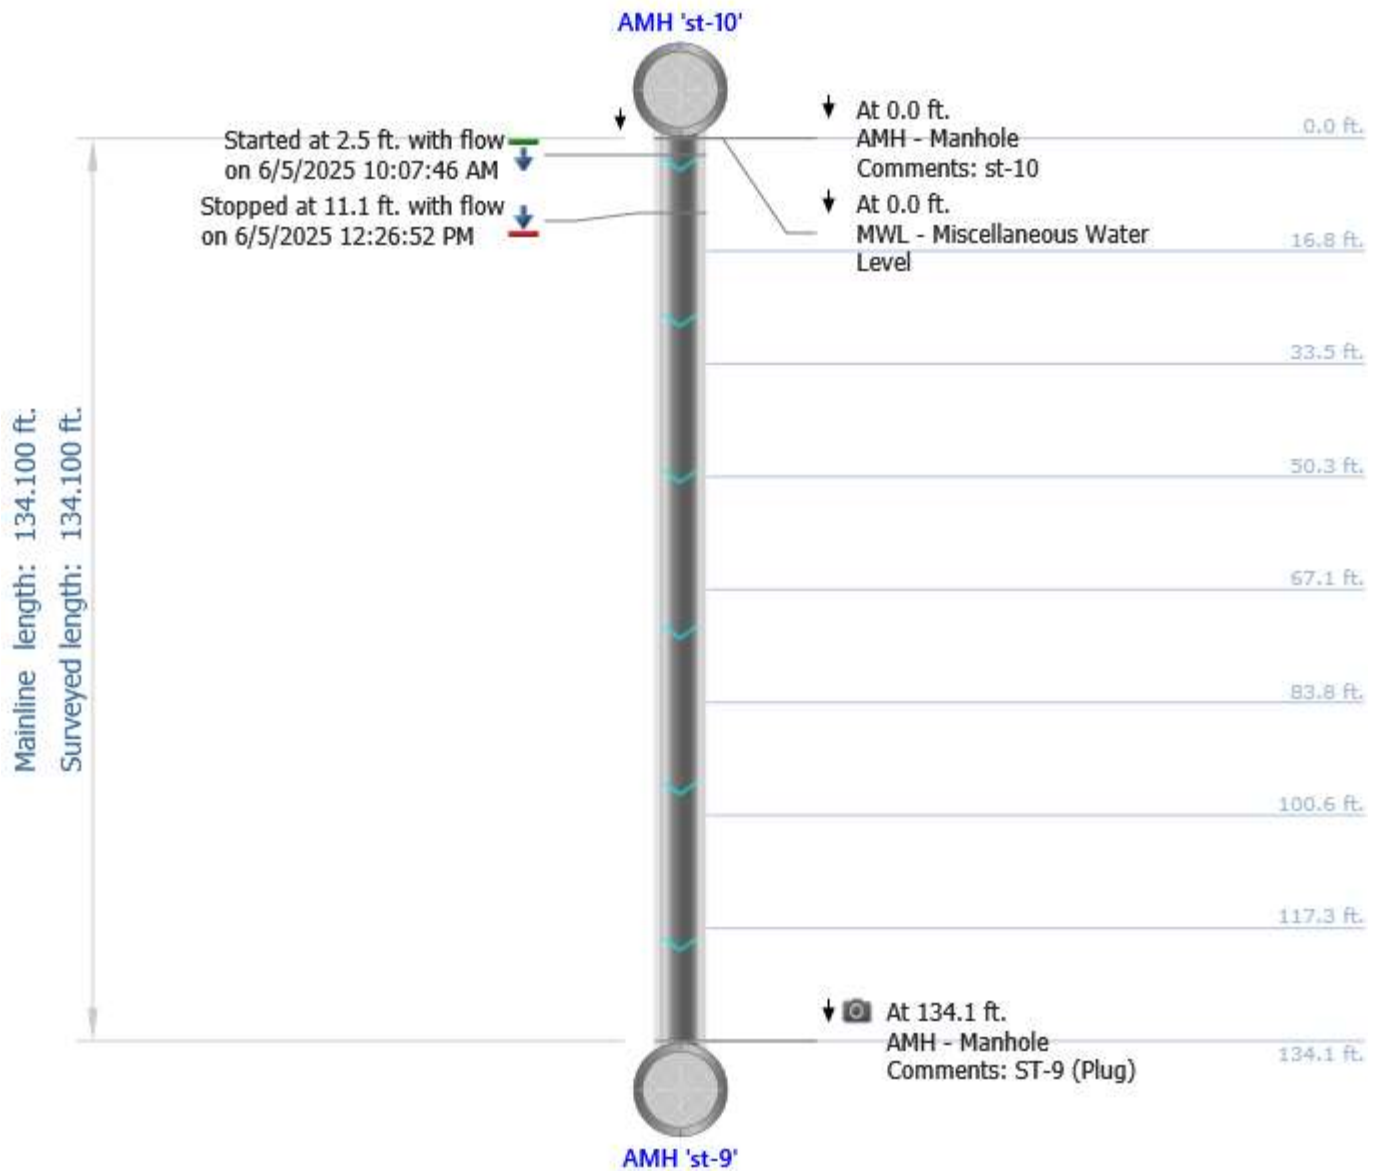 AMH 'st-10'
Started at 2.5 ft. with flow
on 6/5/2025 10:07:46 AM
Stopped at 11.1 ft. with flow
on 6/5/2025 12:26:52 PM
At 0.0 ft.
AMH - Manhole
Comments: st-10
At 0.0 ft.
MWL - Miscellaneous Water
Level
0.0 ft.
16.8 ft.
33.5 ft.
50.3 ft.
67.1 ft.
83.8 ft.
100.6 ft.
117.3 ft.
134.1 ft.
Mainline length: 134.100 ft.
Surveyed length: 134.100 ft.
At 134.1 ft.
AMH - Manhole
Comments: ST-9 (Plug)
AMH 'st-9'